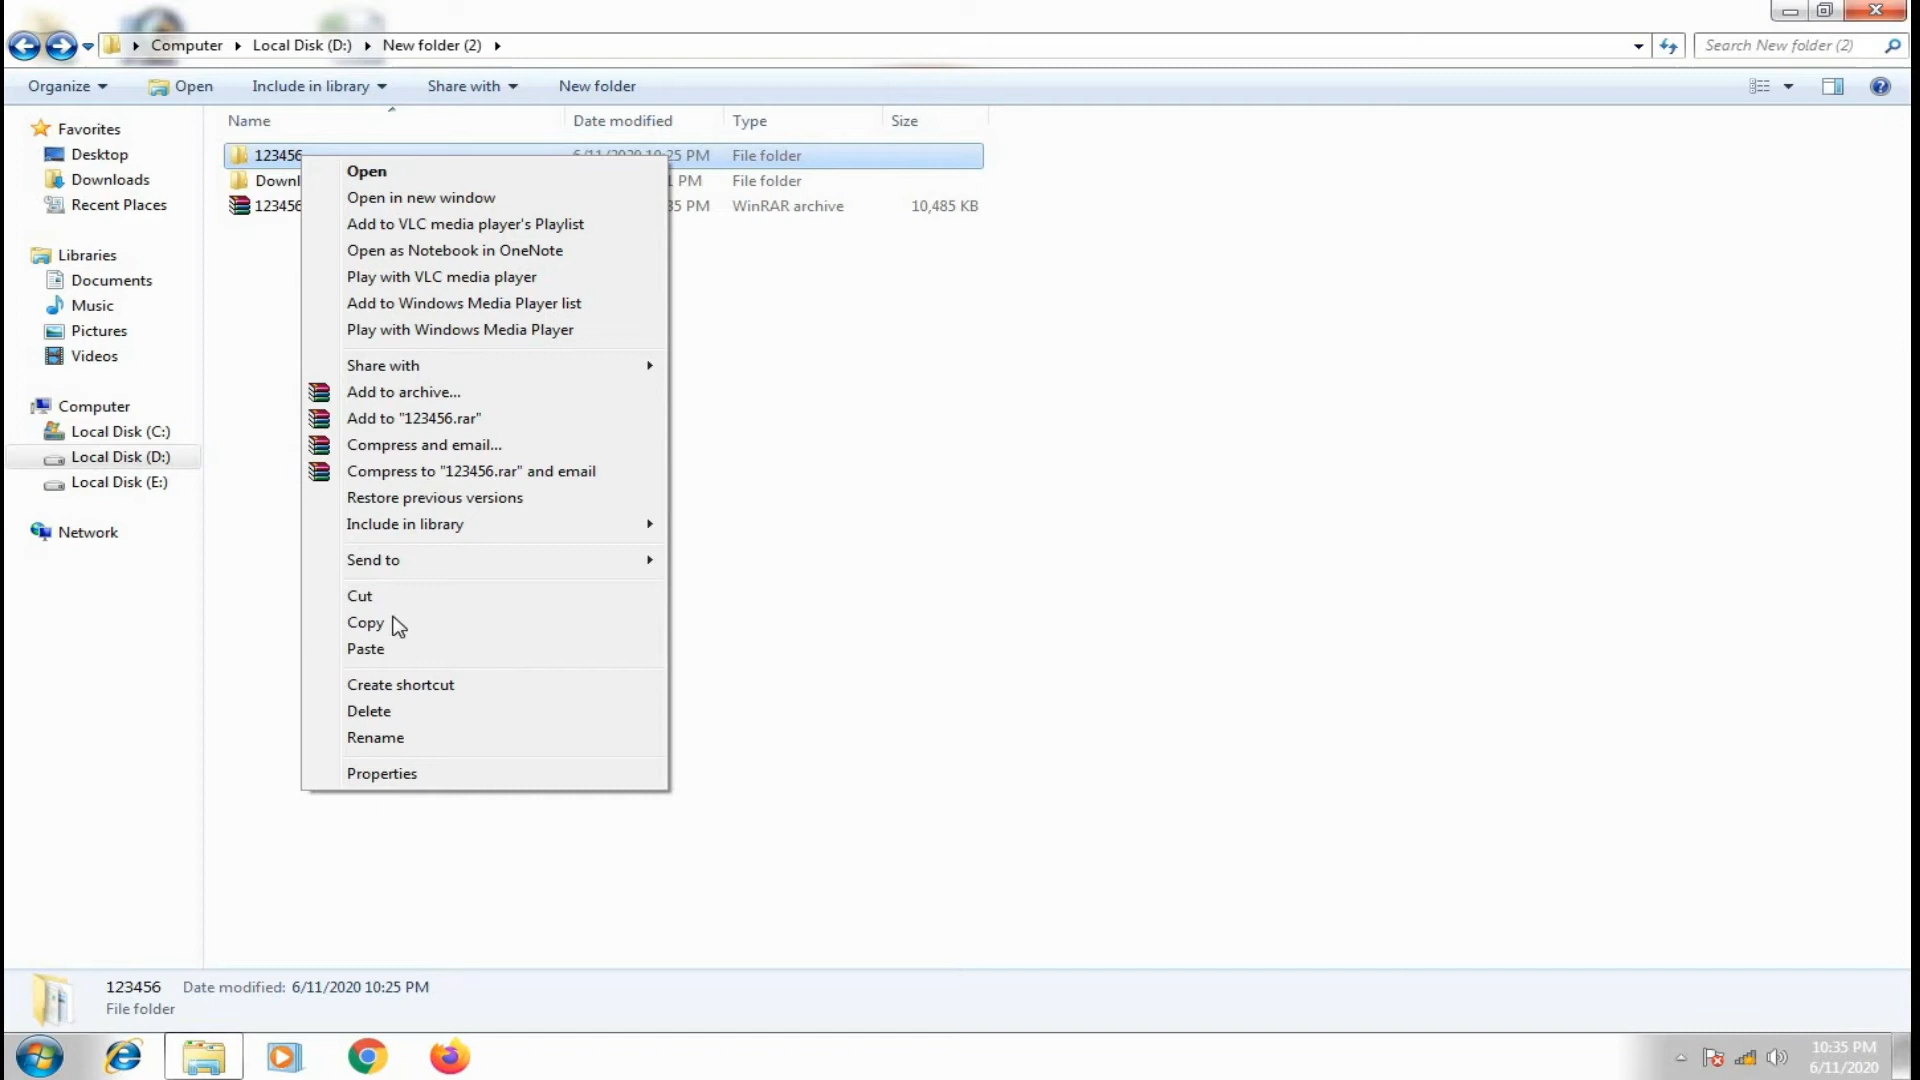 Computer Local Disk (D:) New folder (2)
Search New folder (2)
Organize Open Include in library Share with New folder
Name Date modified Type Size
Favorites
Desktop
Downloads
Recent Places
Libraries
Documents
Music
Pictures
Videos
Computer
Local Disk (C:)
Local Disk (D:)
Local Disk (E:)
Network
123456 6/11/2020 10:25 PM File folder
Downl 1 PM File folder
123456 35 PM WinRAR archive 10,485 KB
Open
Open in new window
Add to VLC media player's Playlist
Open as Notebook in OneNote
Play with VLC media player
Add to Windows Media Player list
Play with Windows Media Player
Share with
Add to archive...
Add to "123456.rar"
Compress and email...
Compress to "123456.rar" and email
Restore previous versions
Include in library
Send to
Cut
Copy
Paste
Create shortcut
Delete
Rename
Properties
123456 Date modified: 6/11/2020 10:25 PM
File folder
10:35 PM
6/11/2020